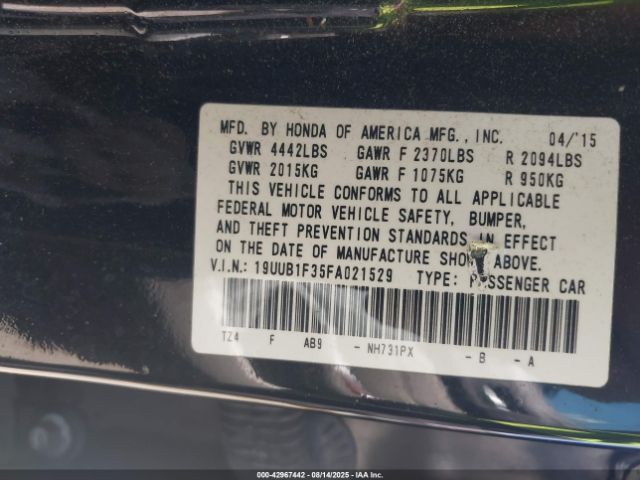 MFD. BY HONDA OF AMERICA MFG., INC. 04/'15
GVWR 4442LBS GAWR F 2370LBS R 2094LBS
GVWR 2015KG GAWR F 1075KG R 950KG
THIS VEHICLE CONFORMS TO ALL APPLICABLE
FEDERAL MOTOR VEHICLE SAFETY, BUMPER,
AND THEFT PREVENTION STANDARDS IN EFFECT
ON THE DATE OF MANUFACTURE SHOWN ABOVE.
V.I.N.: 19UUB1F35FA021529 TYPE: PASSENGER CAR
TZ4 F AB9 - NH731PX - B - A
000-42967442 - 08/14/2025 - IAA Inc.